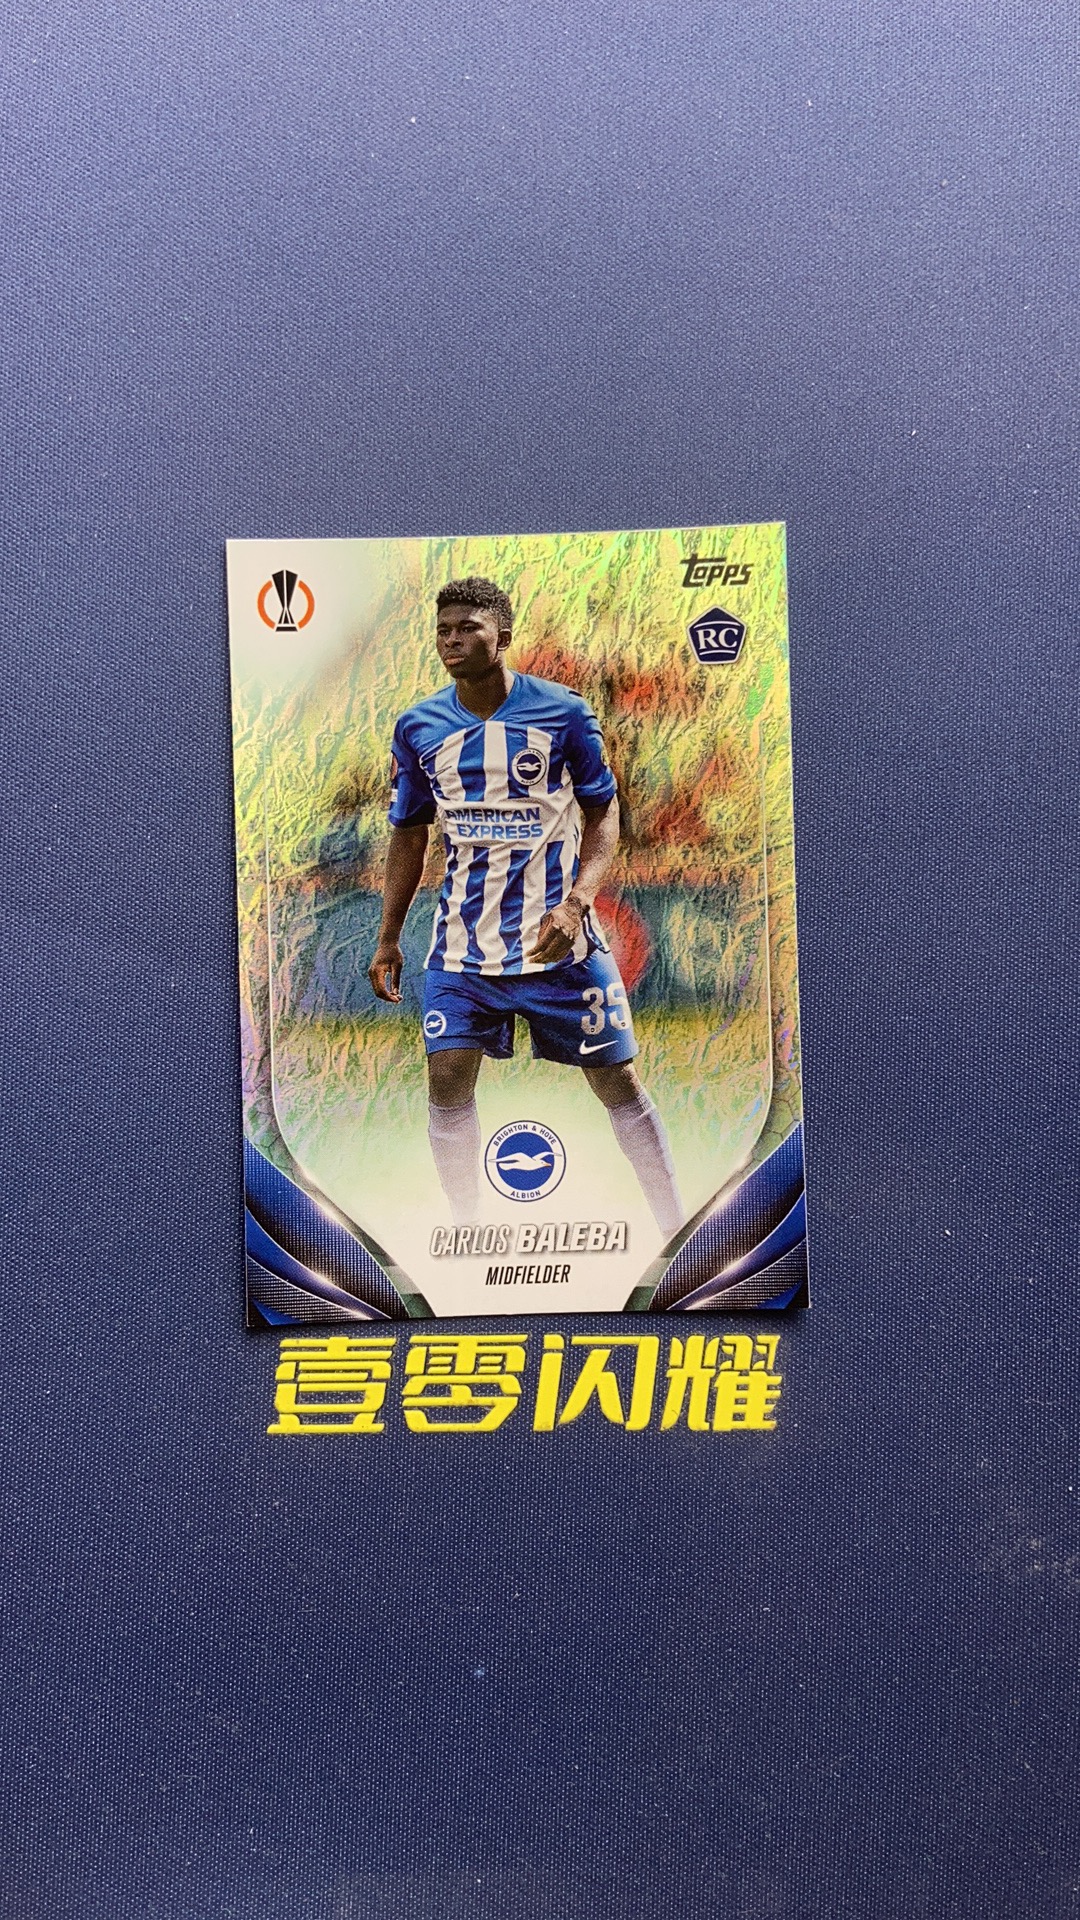 topps
RC
AMERICAN
EXPRESS
35
BRIGHTON & HOVE
ALBION
CARLOS BALEBA
MIDFIELDER
壹零闪耀